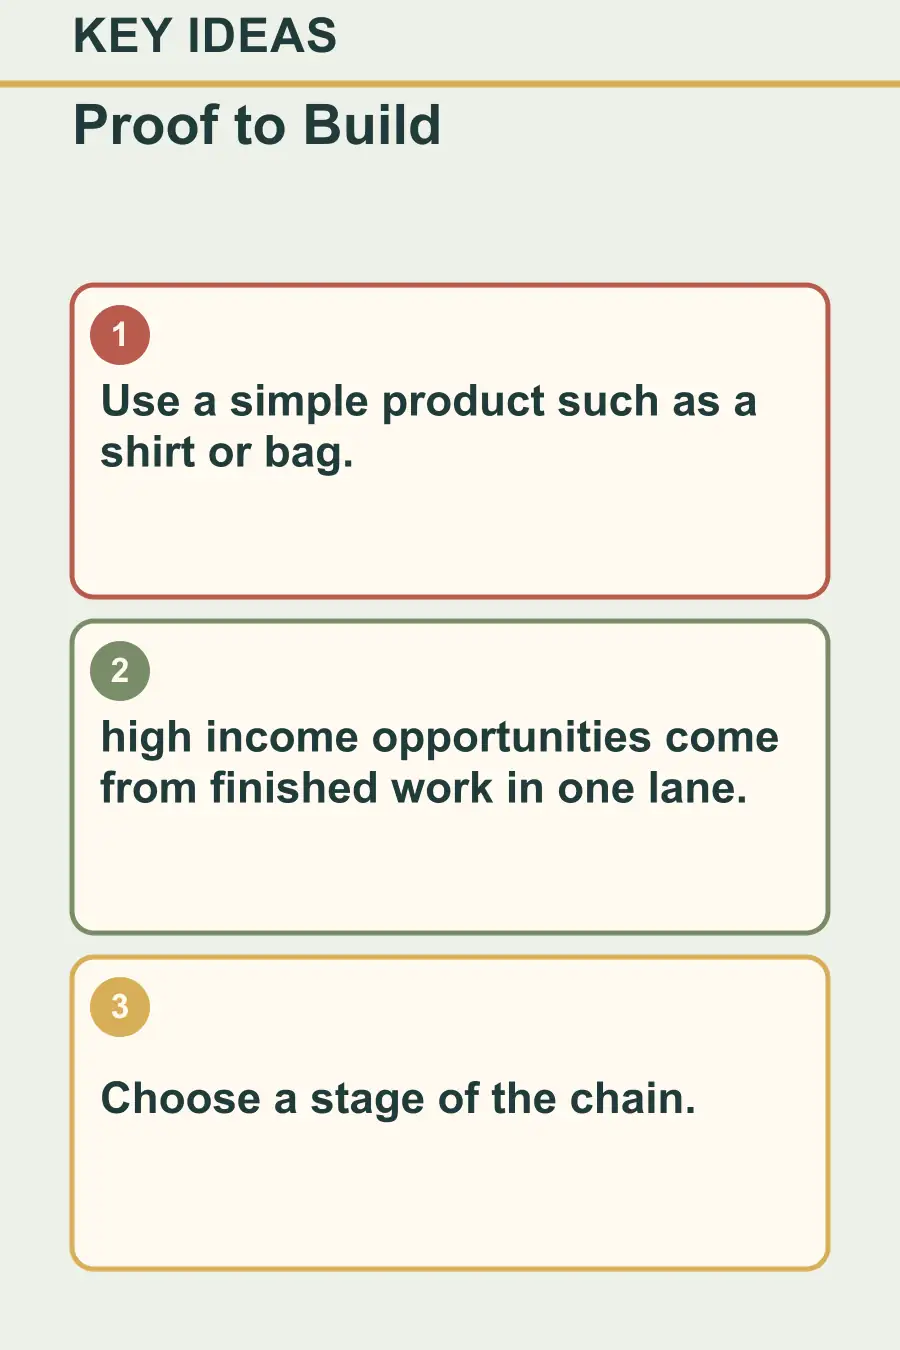 KEY IDEAS
Proof to Build
1
Use a simple product such as a
shirt or bag.
2
high income opportunities come
from finished work in one lane.
3
Choose a stage of the chain.